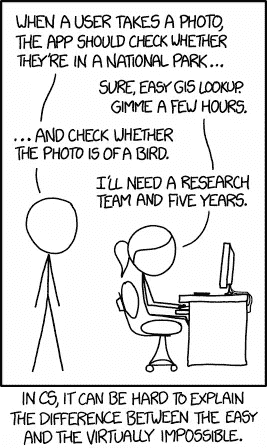 WHEN A USER TAKES A PHOTO,
THE APP SHOULD CHECK WHETHER
THEY'RE IN A NATIONAL PARK...
SURE, EASY GIS LOOKUP.
GIMME A FEW HOURS.
...AND CHECK WHETHER
THE PHOTO IS OF A BIRD.
I'LL NEED A RESEARCH
TEAM AND FIVE YEARS.
IN CS, IT CAN BE HARD TO EXPLAIN
THE DIFFERENCE BETWEEN THE EASY
AND THE VIRTUALLY IMPOSSIBLE.